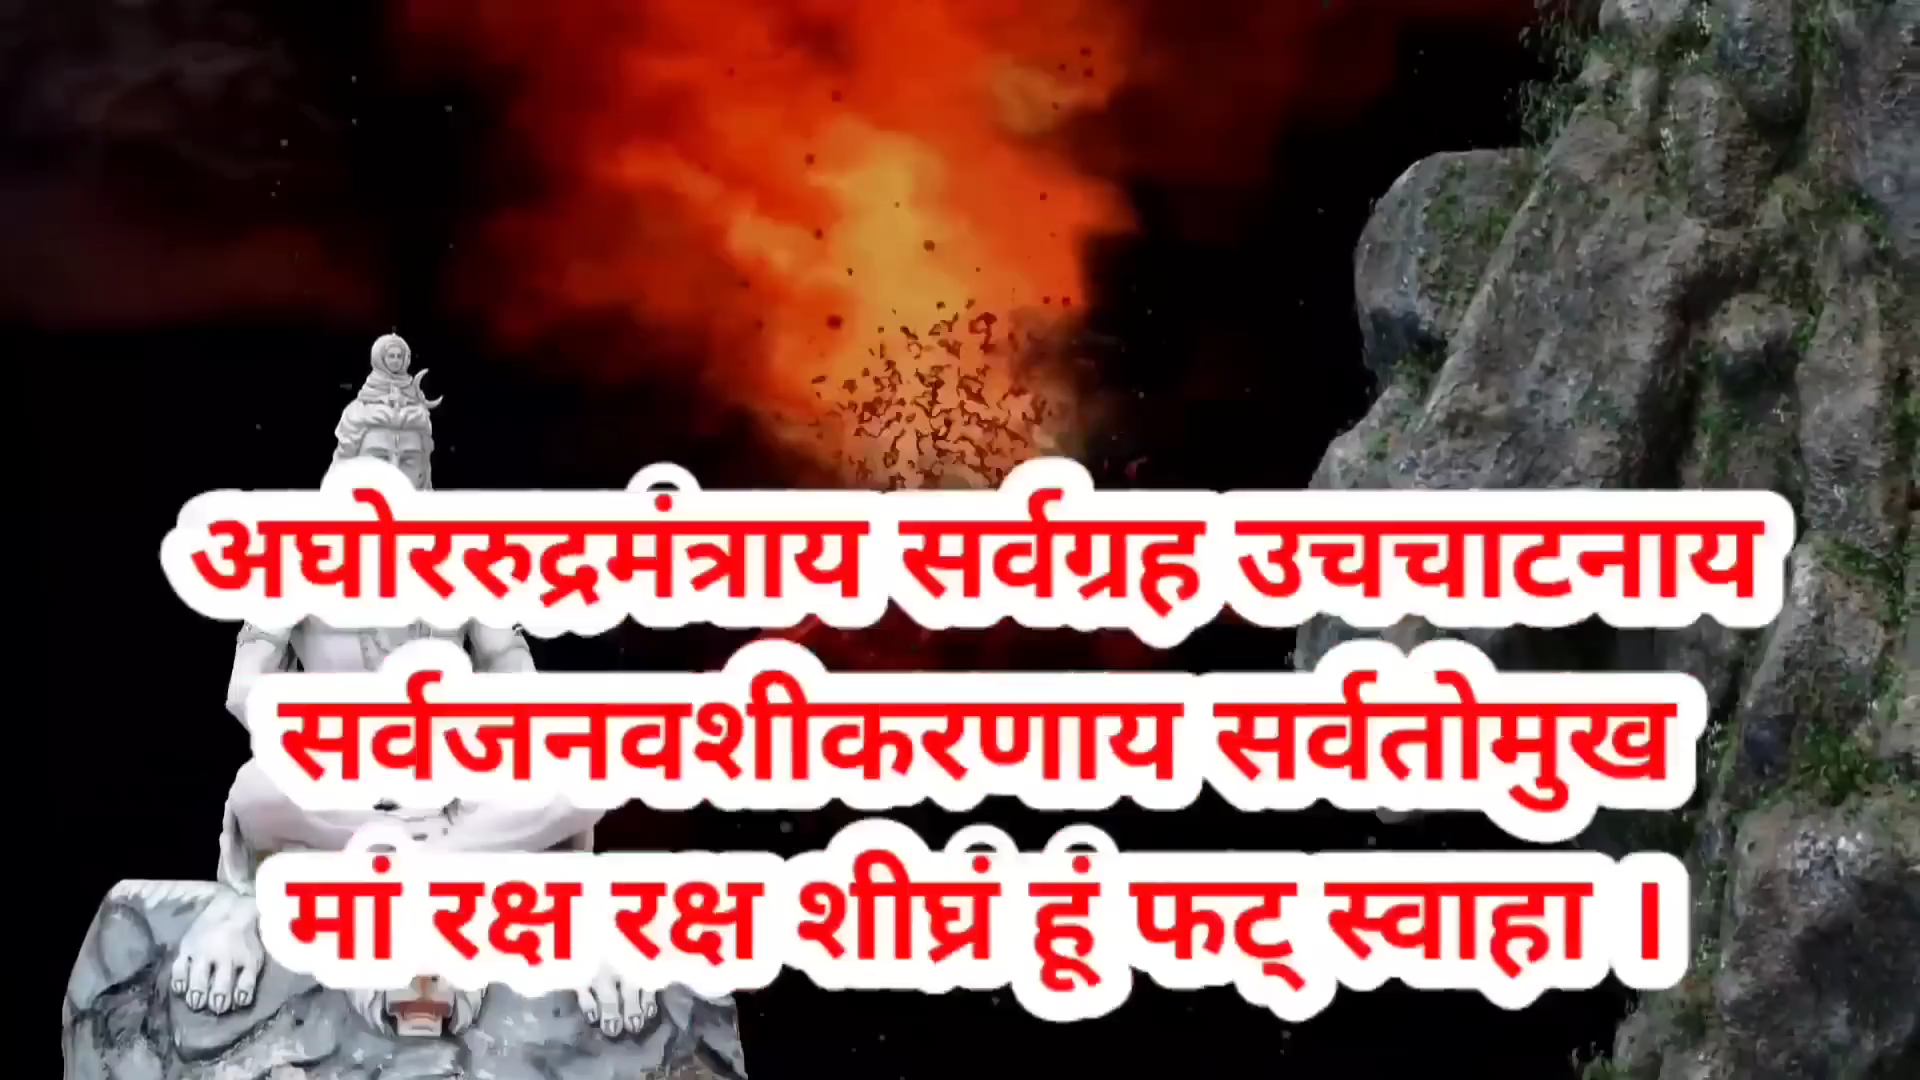 अघोररुद्रमंत्राय सर्वग्रह उचचाटनाय
सर्वजनवशीकरणाय सर्वतोमुख
मां रक्ष रक्ष शीघ्रं हूं फट् स्वाहा ।